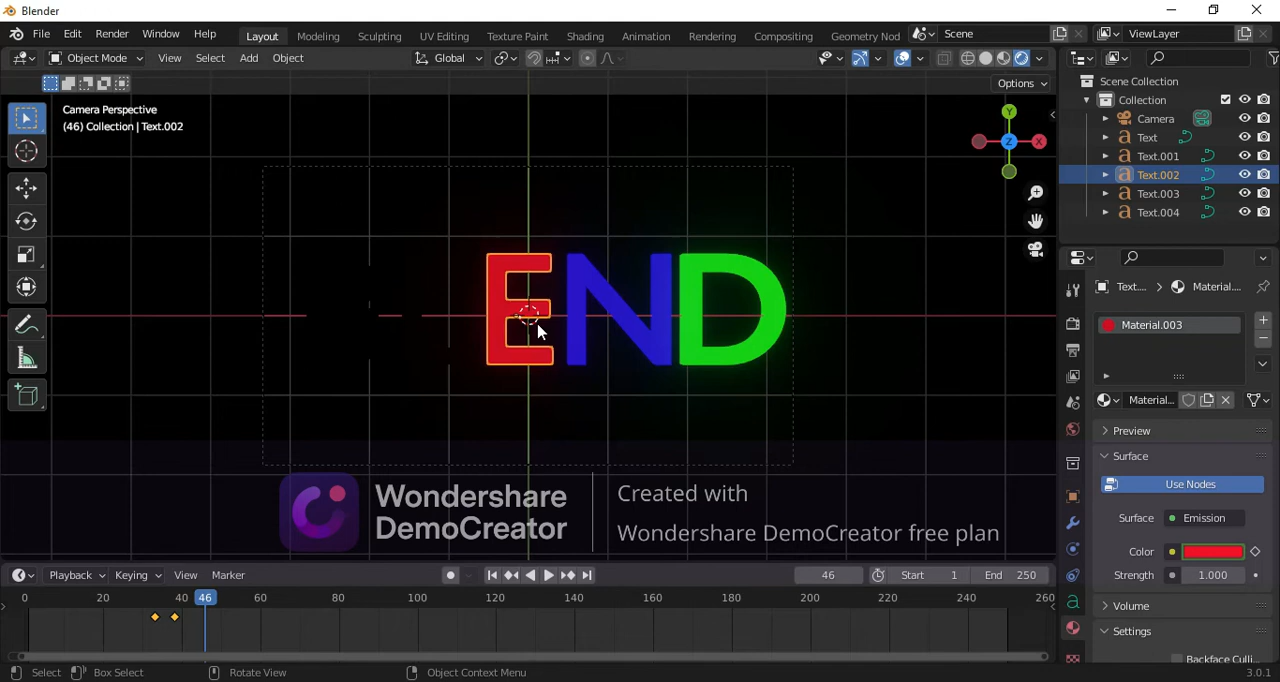 Blender
File Edit Render Window Help Layout Modeling Sculpting UV Editing Texture Paint Shading Animation Rendering Compositing Geometry Nod Scene ViewLayer
Object Mode View Select Add Object Global
Options
Camera Perspective
(46) Collection | Text.002
Y
Z X
END
Wondershare
DemoCreator
Created with
Wondershare DemoCreator free plan
Scene Collection
Collection
Camera
Text
Text.001
Text.002
Text.003
Text.004
Text... > Material....
Material.003
Material...
Preview
Surface
Use Nodes
Surface Emission
Color
Strength 1.000
Volume
Settings
Backface Culli...
Playback Keying View Marker 46 Start 1 End 250
0 20 40 46 60 80 100 120 140 160 180 200 220 240 260
Select Box Select Rotate View Object Context Menu 3.0.1